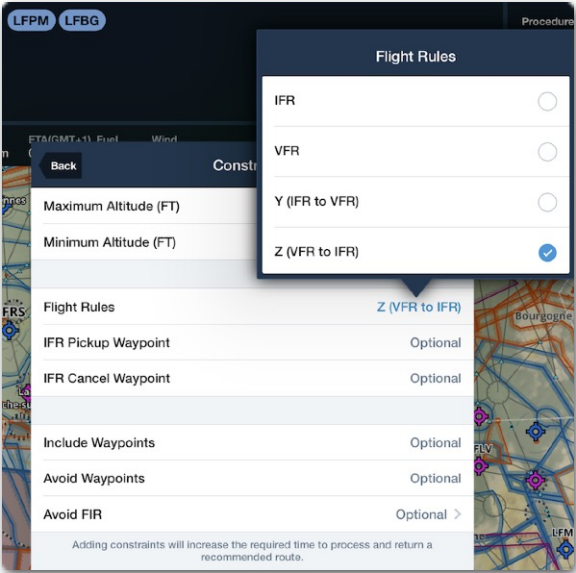 LFPM LFBG
Procedure
Flight Rules
IFR
VFR
Y (IFR to VFR)
Z (VFR to IFR)
ETA(GMT+1) Fuel Wind
Back
Constr
Maximum Altitude (FT)
Minimum Altitude (FT)
Flight Rules Z (VFR to IFR)
IFR Pickup Waypoint Optional
IFR Cancel Waypoint Optional
Include Waypoints Optional
Avoid Waypoints Optional
Avoid FIR Optional >
Adding constraints will increase the required time to process and return a
recommended route.
nnes
FRS
Bourgogne
FLV
LFM